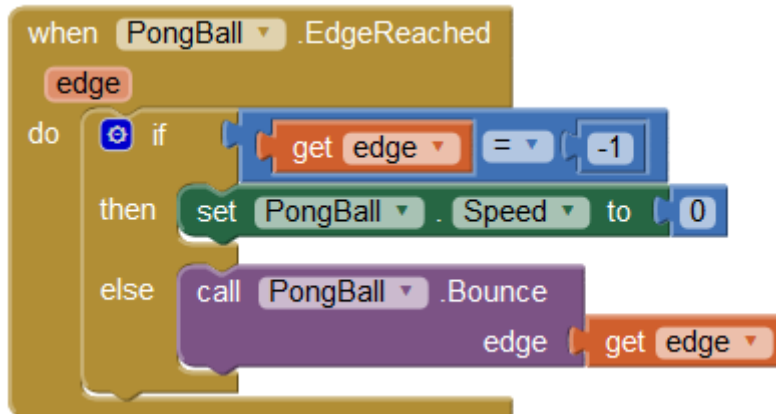 when PongBall .EdgeReached
edge
do if get edge = -1
then set PongBall . Speed to 0
else call PongBall .Bounce
edge get edge